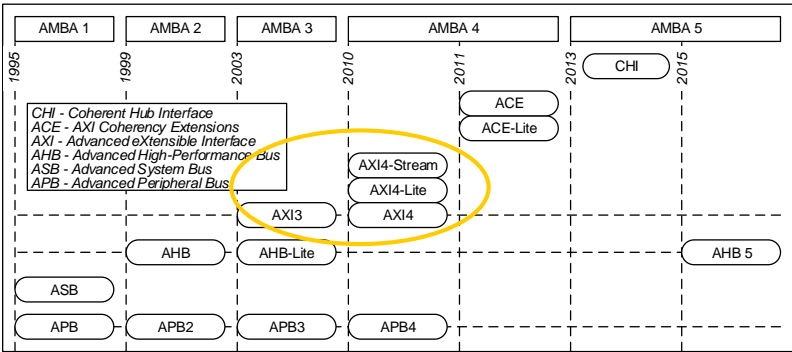 AMBA 1 AMBA 2 AMBA 3 AMBA 4 AMBA 5
1995 1999 2003 2010 2011 2013 2015
CHI
CHI - Coherent Hub Interface
ACE - AXI Coherency Extensions
AXI - Advanced eXtensible Interface
AHB - Advanced High-Performance Bus
ASB - Advanced System Bus
APB - Advanced Peripheral Bus
ACE
ACE-Lite
AXI4-Stream
AXI4-Lite
AXI3 AXI4
AHB AHB-Lite AHB 5
ASB
APB APB2 APB3 APB4